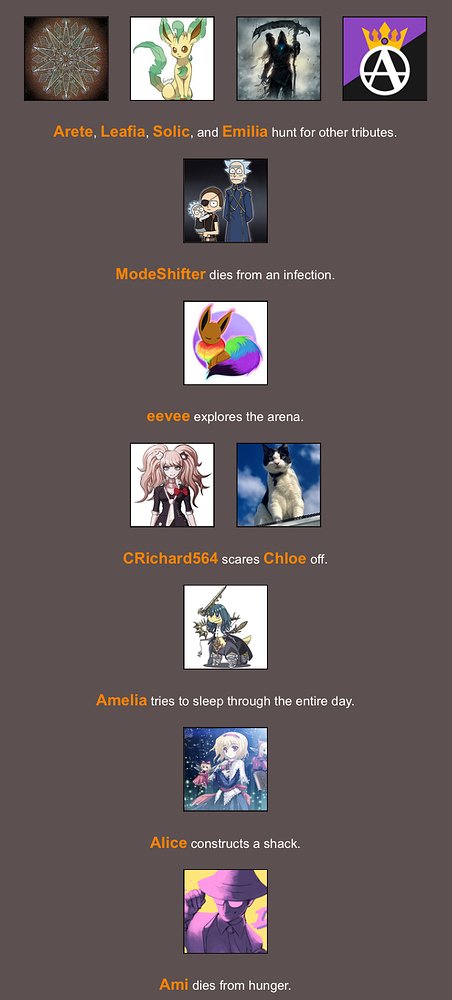 Arete, Leafia, Solic, and Emilia hunt for other tributes.
ModeShifter dies from an infection.
eevee explores the arena.
CRichard564 scares Chloe off.
Amelia tries to sleep through the entire day.
Alice constructs a shack.
Ami dies from hunger.